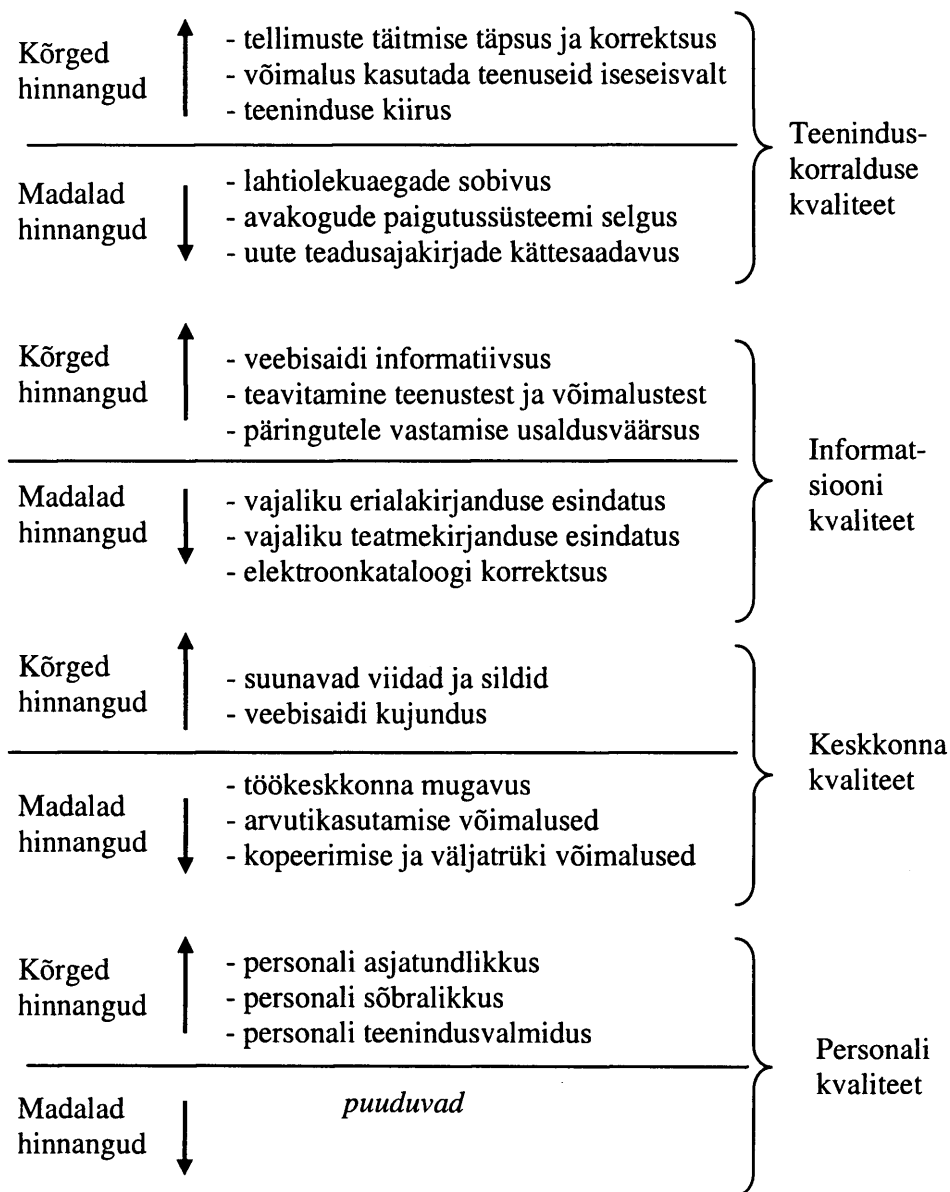 Kõrged
hinnangud
- tellimuste täitmise täpsus ja korrektsus
- võimalus kasutada teenuseid iseseisvalt
- teeninduse kiirus
Madalad
hinnangud
- lahtiolekuaegade sobivus
- avakogude paigutussüsteemi selgus
- uute teadusajakirjade kättesaadavus
Teenindus-
korralduse
kvaliteet
Kõrged
hinnangud
- veebisaidi informatiivsus
- teavitamine teenustest ja võimalustest
- päringutele vastamise usaldusväärsus
Madalad
hinnangud
- vajaliku erialakirjanduse esindatus
- vajaliku teatmekirjanduse esindatus
- elektroonkataloogi korrektsus
Informat-
siooni
kvaliteet
Kõrged
hinnangud
- suunavad viidad ja sildid
- veebisaidi kujundus
Madalad
hinnangud
- töökeskkonna mugavus
- arvutikasutamise võimalused
- kopeerimise ja väljatrüki võimalused
Keskkonna
kvaliteet
Kõrged
hinnangud
- personali asjatundlikkus
- personali sõbralikkus
- personali teenindusvalmidus
Madalad
hinnangud
puuduvad
Personali
kvaliteet